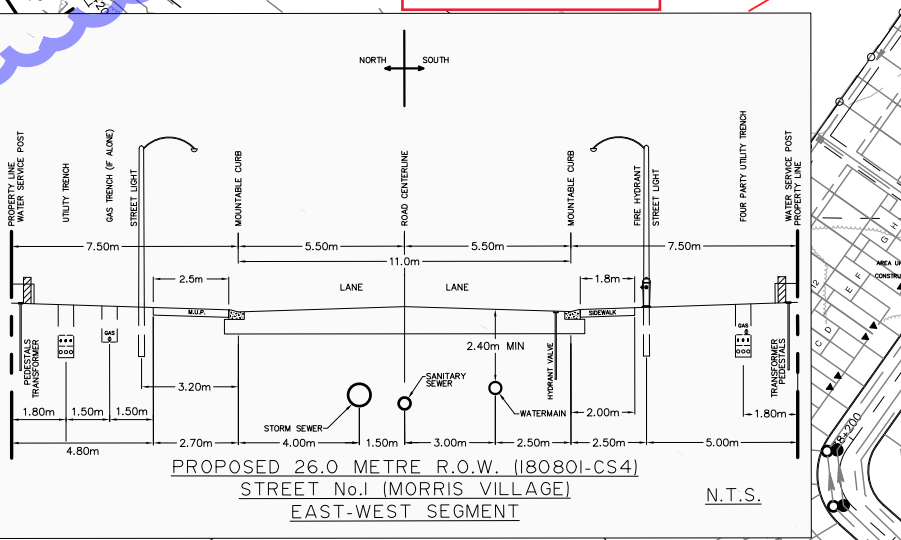 NORTH
SOUTH
PROPERTY LINE
WATER SERVICE POST
UTILITY TRENCH
GAS TRENCH (IF ALONE)
STREET LIGHT
MOUNTABLE CURB
ROAD CENTERLINE
MOUNTABLE CURB
FIRE HYDRANT
STREET LIGHT
FOUR PARTY UTILITY TRENCH
WATER SERVICE POST
PROPERTY LINE
7.50m
5.50m
5.50m
7.50m
11.0m
2.5m
LANE
LANE
1.8m
M.U.P.
SIDEWALK
GAS
GAS
PEDESTALS
TRANSFORMER
2.40m MIN
HYDRANT VALVE
TRANSFORMER
PEDESTALS
3.20m
SANITARY
SEWER
1.80m
1.50m
1.50m
STORM SEWER
WATERMAIN
2.00m
1.80m
4.80m
2.70m
4.00m
1.50m
3.00m
2.50m
2.50m
5.00m
PROPOSED 26.0 METRE R.O.W. (180801-CS4)
STREET No.1 (MORRIS VILLAGE)
EAST-WEST SEGMENT
N.T.S.
G
H
E
F
C
D
8+200